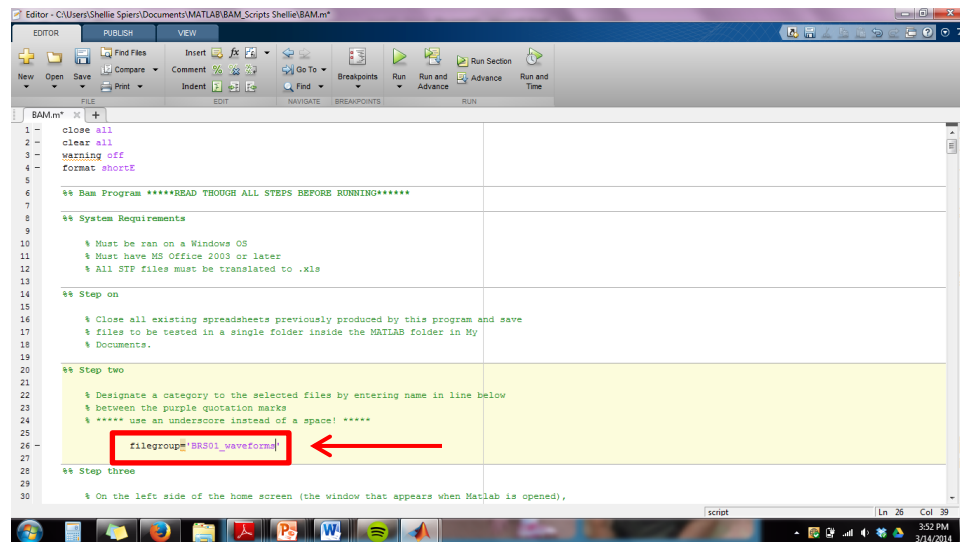 Editor - C:\Users\Shellie Spiers\Documents\MATLAB\BAM_Scripts Shellie\BAM.m*
EDITOR PUBLISH VIEW
New Open Save Find Files Compare Print
Insert fx Comment % Indent
Go To Find
Breakpoints Run Run and Advance Run Section Advance Run and Time
FILE EDIT NAVIGATE BREAKPOINTS RUN
BAM.m* × +
1 – close all
2 – clear all
3 – warning off
4 – format shortE
5
6 %% Bam Program *****READ THOUGH ALL STEPS BEFORE RUNNING******
7
8 %% System Requirements
9
10 % Must be ran on a Windows OS
11 % Must have MS Office 2003 or later
12 % All STP files must be translated to .xls
13
14 %% Step on
15
16 % Close all existing spreadsheets previously produced by this program and save
17 % files to be tested in a single folder inside the MATLAB folder in My
18 % Documents.
19
20 %% Step two
21
22 % Designate a category to the selected files by entering name in line below
23 % between the purple quotation marks
24 % ***** use an underscore instead of a space! *****
25
26 – filegroup='BRS01_waveforms'
27
28 %% Step three
29
30 % On the left side of the home screen (the window that appears when Matlab is opened),
script Ln 26 Col 39
3:52 PM
3/14/2014